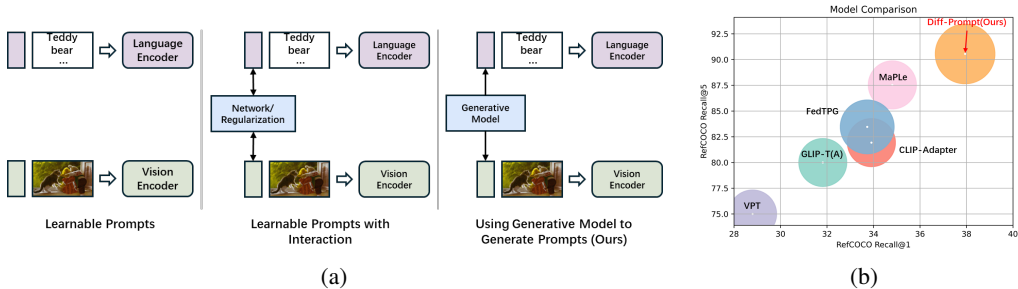 Teddy
bear
...
Language
Encoder
Vision
Encoder
Learnable Prompts
Teddy
bear
...
Language
Encoder
Network/
Regularization
Vision
Encoder
Learnable Prompts with
Interaction
Teddy
bear
...
Language
Encoder
Generative
Model
Vision
Encoder
Using Generative Model to
Generate Prompts (Ours)
(a)
Model Comparison
RefCOCO Recall@5
92.5
90.0
87.5
85.0
82.5
80.0
77.5
75.0
Diff-Prompt(Ours)
MaPLe
FedTPG
CLIP-Adapter
GLIP-T(A)
VPT
28 30 32 34 36 38 40
RefCOCO Recall@1
(b)